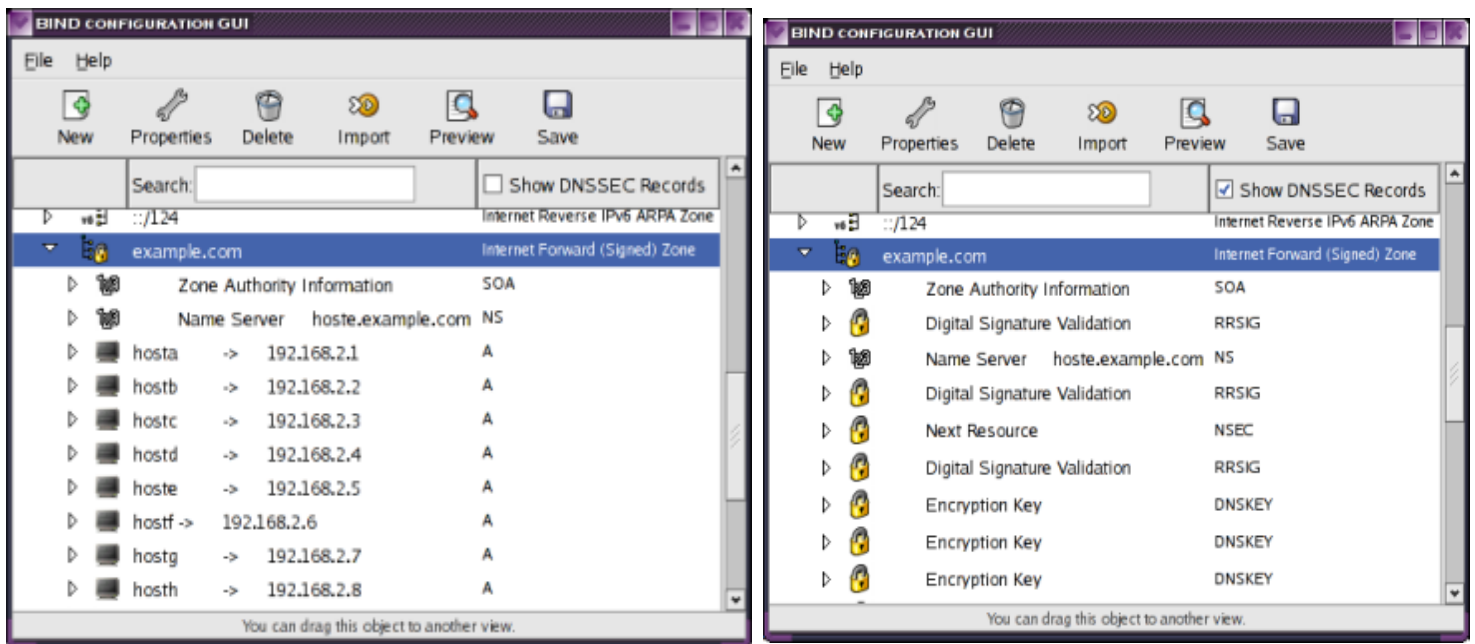 BIND CONFIGURATION GUI
File Help
New Properties Delete Import Preview Save
Search: Show DNSSEC Records
::/124 Internet Reverse IPv6 ARPA Zone
example.com Internet Forward (Signed) Zone
Zone Authority Information SOA
Name Server hoste.example.com NS
hosta -> 192.168.2.1 A
hostb -> 192.168.2.2 A
hostc -> 192.168.2.3 A
hostd -> 192.168.2.4 A
hoste -> 192.168.2.5 A
hostf -> 192.168.2.6 A
hostg -> 192.168.2.7 A
hosth -> 192.168.2.8 A
You can drag this object to another view.
BIND CONFIGURATION GUI
File Help
New Properties Delete Import Preview Save
Search: Show DNSSEC Records
::/124 Internet Reverse IPv6 ARPA Zone
example.com Internet Forward (Signed) Zone
Zone Authority Information SOA
Digital Signature Validation RRSIG
Name Server hoste.example.com NS
Digital Signature Validation RRSIG
Next Resource NSEC
Digital Signature Validation RRSIG
Encryption Key DNSKEY
Encryption Key DNSKEY
Encryption Key DNSKEY
You can drag this object to another view.